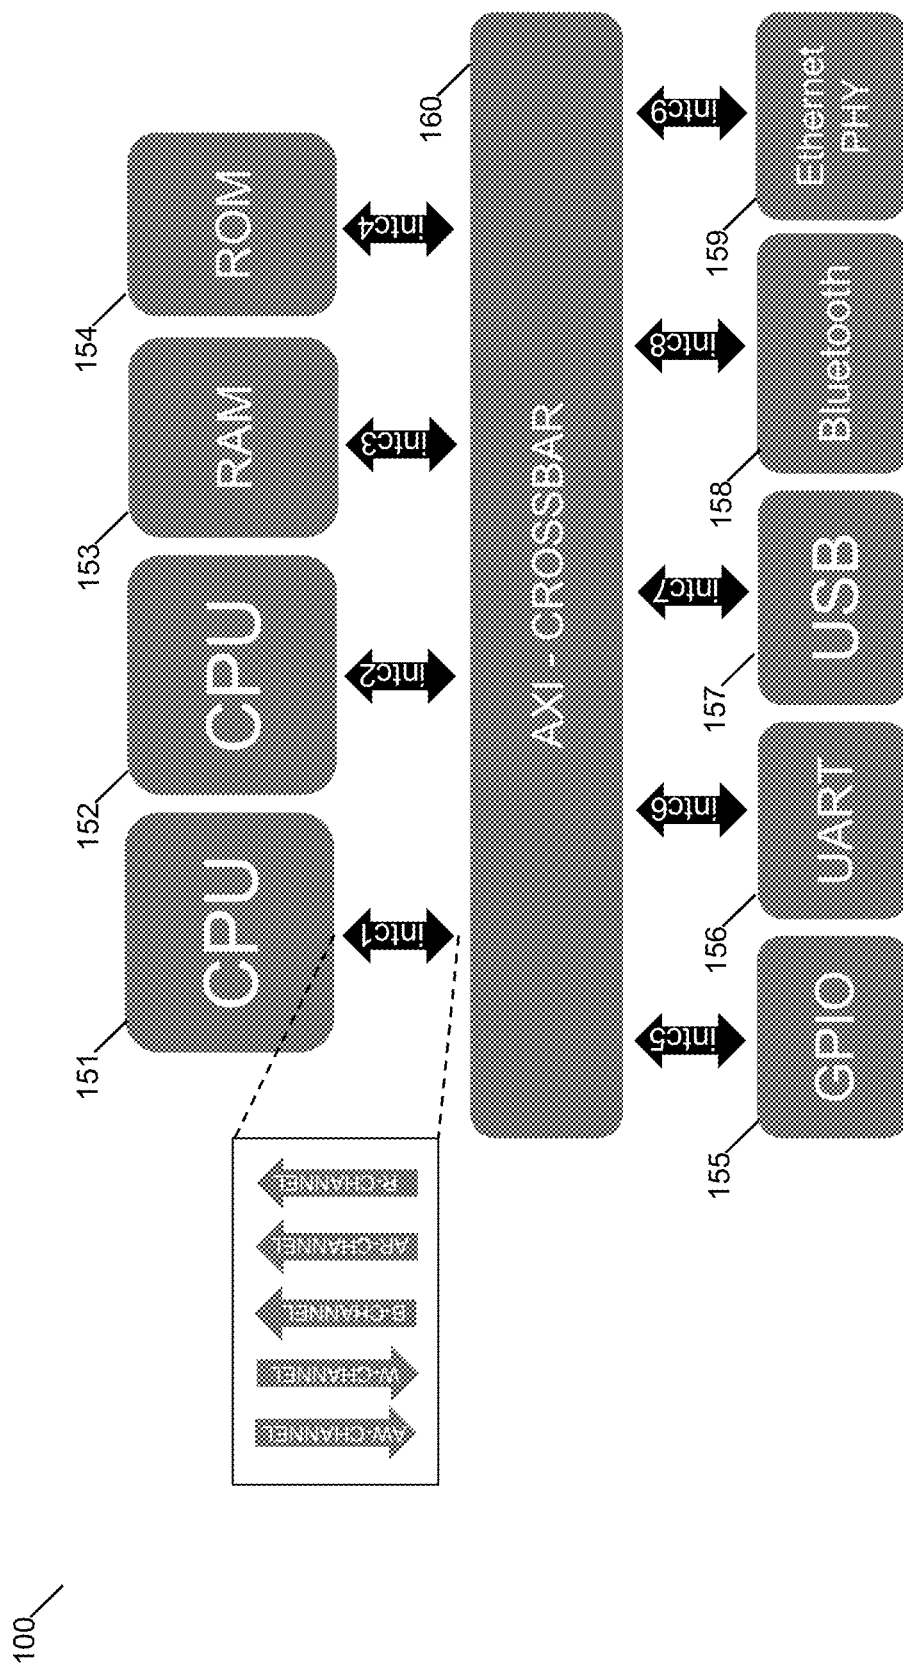 100
151
152
153
154
CPU
CPU
RAM
ROM
intc1
intc2
intc3
intc4
AW-CHANNEL
W-CHANNEL
B-CHANNEL
AR-CHANNEL
R-CHANNEL
160
AXI - CROSSBAR
intc5
intc6
intc7
intc8
intc9
155
156
157
158
159
GPIO
UART
USB
Bluetooth
Ethernet
PHY